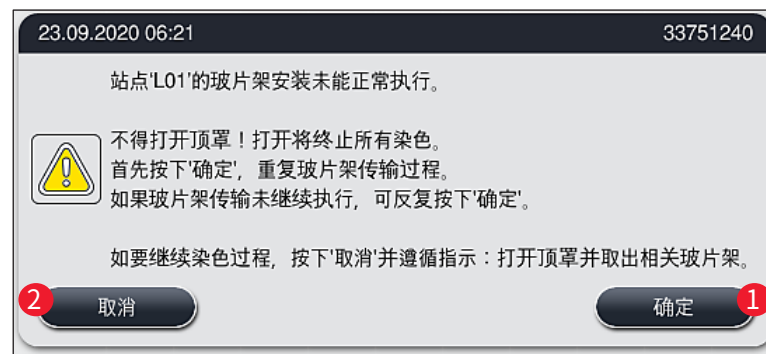 23.09.2020 06:21 33751240
站点'L01'的玻片架安装未能正常执行。
不得打开顶罩！打开将终止所有染色。
首先按下'确定'，重复玻片架传输过程。
如果玻片架传输未继续执行，可反复按下'确定'。
如要继续染色过程，按下'取消'并遵循指示：打开顶罩并取出相关玻片架。
2 取消 确定 1